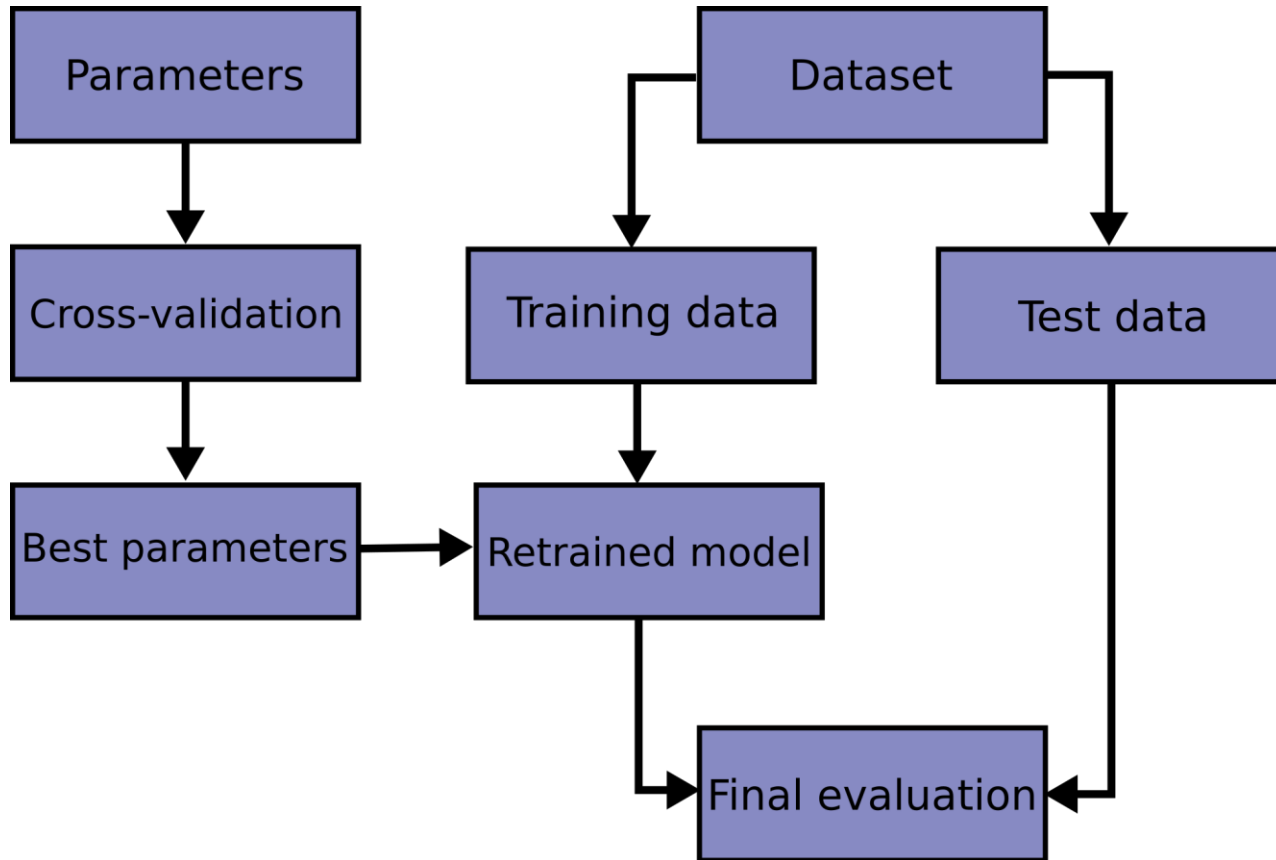 Parameters
Dataset
Cross-validation
Training data
Test data
Best parameters
Retrained model
Final evaluation